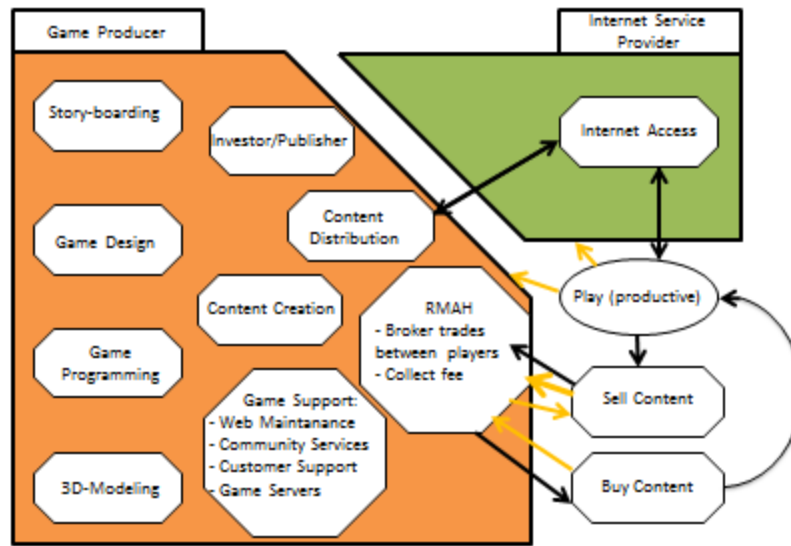 Game Producer
Internet Service
Provider
Story-boarding
Investor/Publisher
Internet Access
Content
Distribution
Game Design
Content Creation
RMAH
- Broker trades
between players
- Collect fee
Play (productive)
Game
Programming
Game Support:
- Web Maintanance
- Community Services
- Customer Support
- Game Servers
Sell Content
3D-Modeling
Buy Content